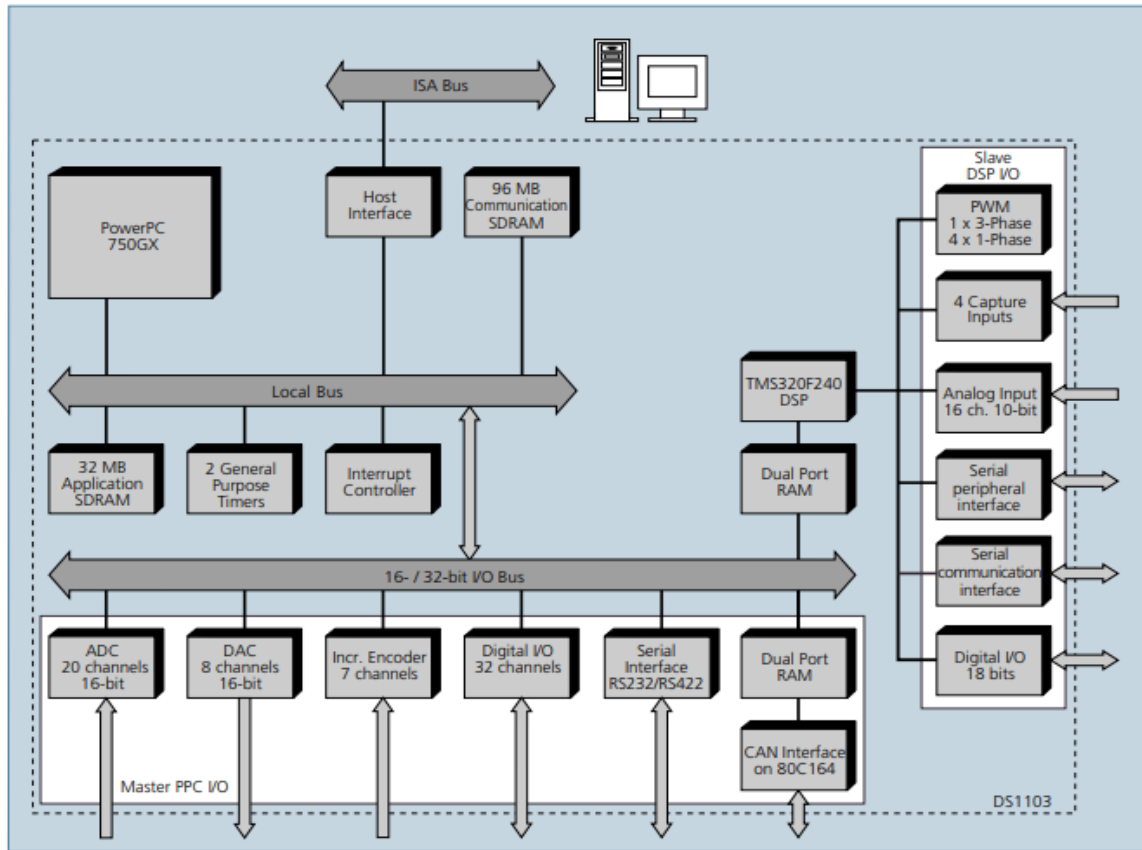 ISA Bus
PowerPC
750GX
Host
Interface
96 MB
Communication
SDRAM
Slave
DSP I/O
PWM
1 x 3-Phase
4 x 1-Phase
4 Capture
Inputs
Local Bus
TMS320F240
DSP
Analog Input
16 ch. 10-bit
32 MB
Application
SDRAM
2 General
Purpose
Timers
Interrupt
Controller
Dual Port
RAM
Serial
peripheral
interface
16- / 32-bit I/O Bus
Serial
communication
interface
ADC
20 channels
16-bit
DAC
8 channels
16-bit
Incr. Encoder
7 channels
Digital I/O
32 channels
Serial
Interface
RS232/RS422
Dual Port
RAM
Digital I/O
18 bits
CAN Interface
on 80C164
Master PPC I/O
DS1103